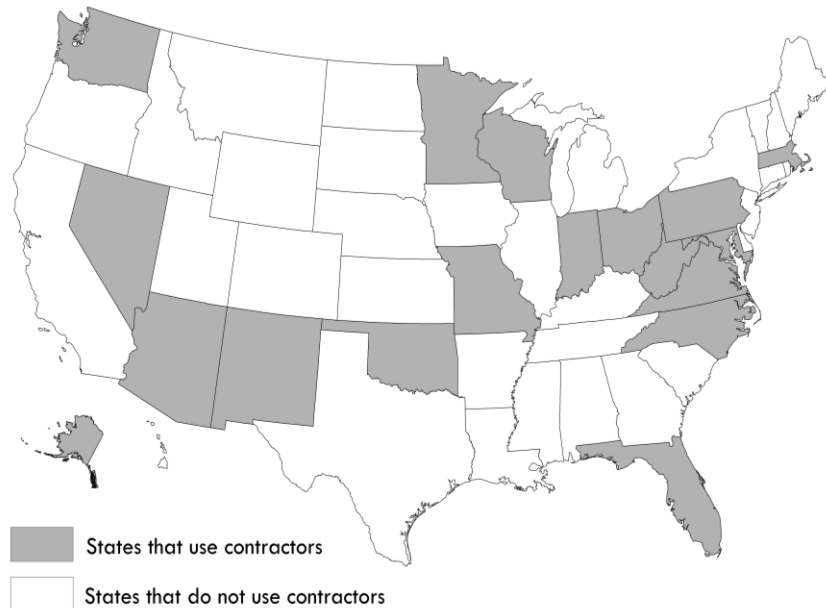 States that use contractors
States that do not use contractors